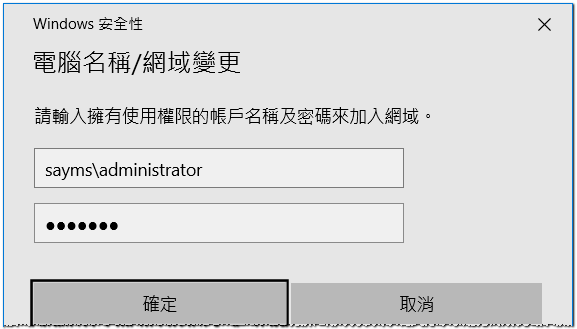 Windows 安全性
電腦名稱/網域變更
請輸入擁有使用權限的帳戶名稱及密碼來加入網域。
sayms\administrator
●●●●●●●
確定
取消